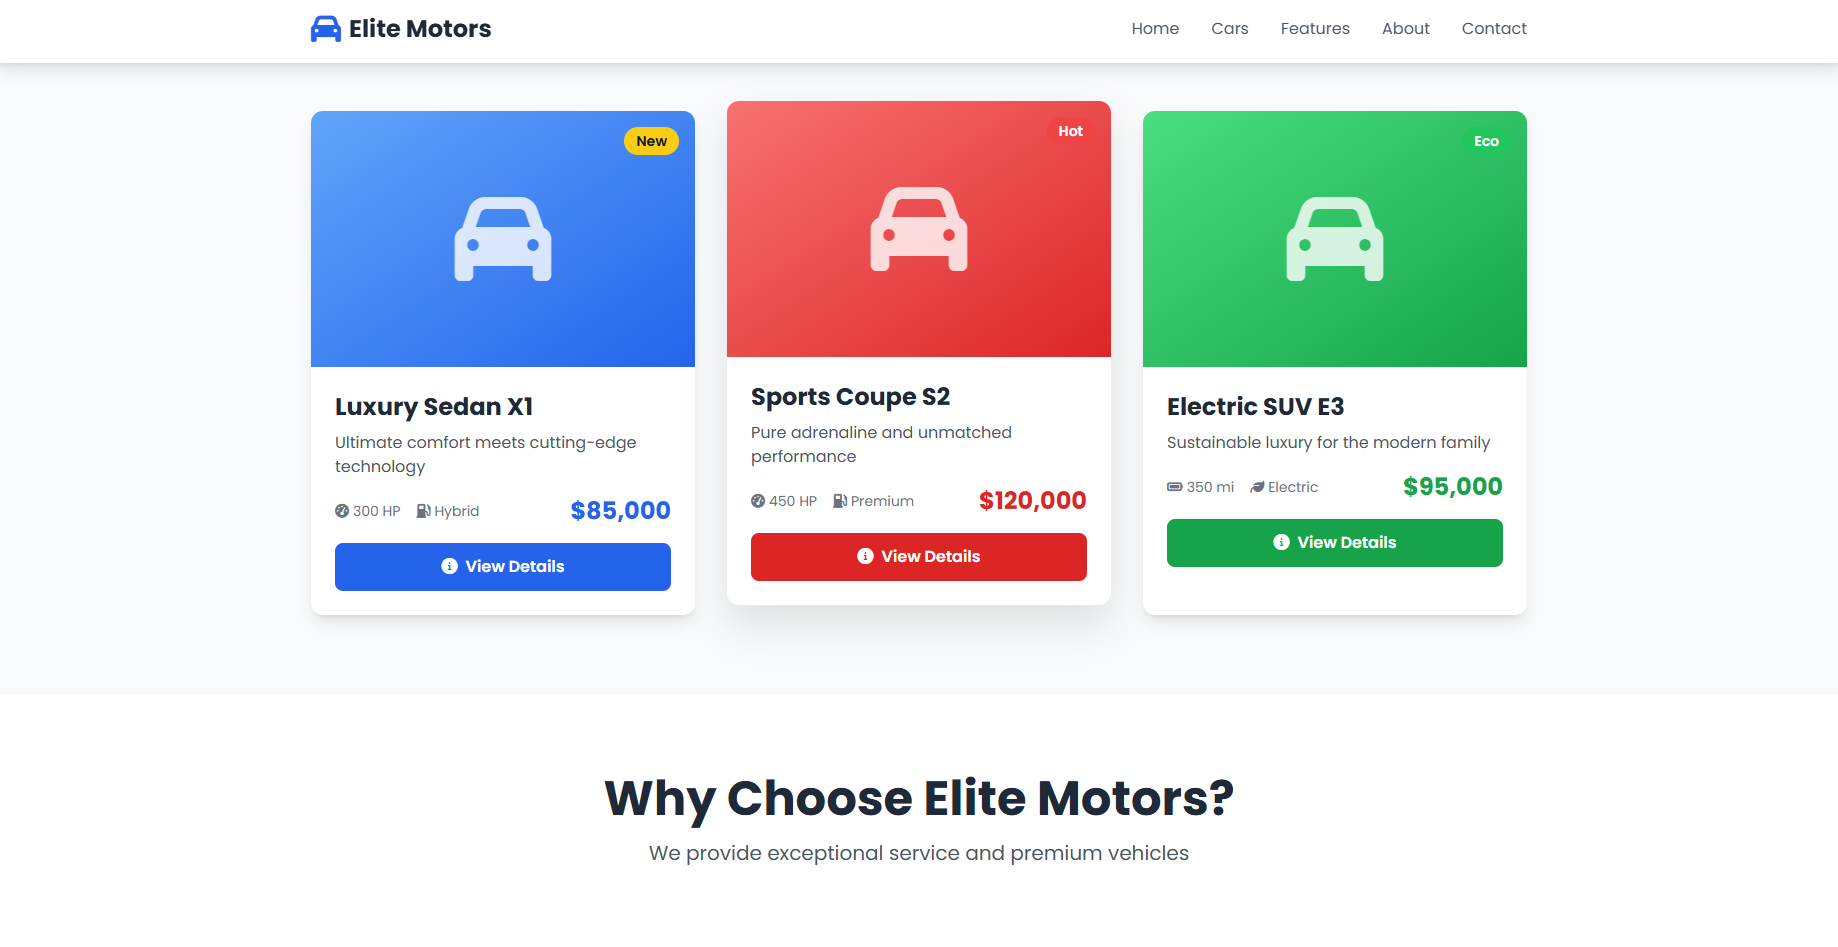 Elite Motors
Home Cars Features About Contact
New
Luxury Sedan X1
Ultimate comfort meets cutting-edge
technology
300 HP Hybrid $85,000
View Details
Hot
Sports Coupe S2
Pure adrenaline and unmatched
performance
450 HP Premium $120,000
View Details
Eco
Electric SUV E3
Sustainable luxury for the modern family
350 mi Electric $95,000
View Details
Why Choose Elite Motors?
We provide exceptional service and premium vehicles